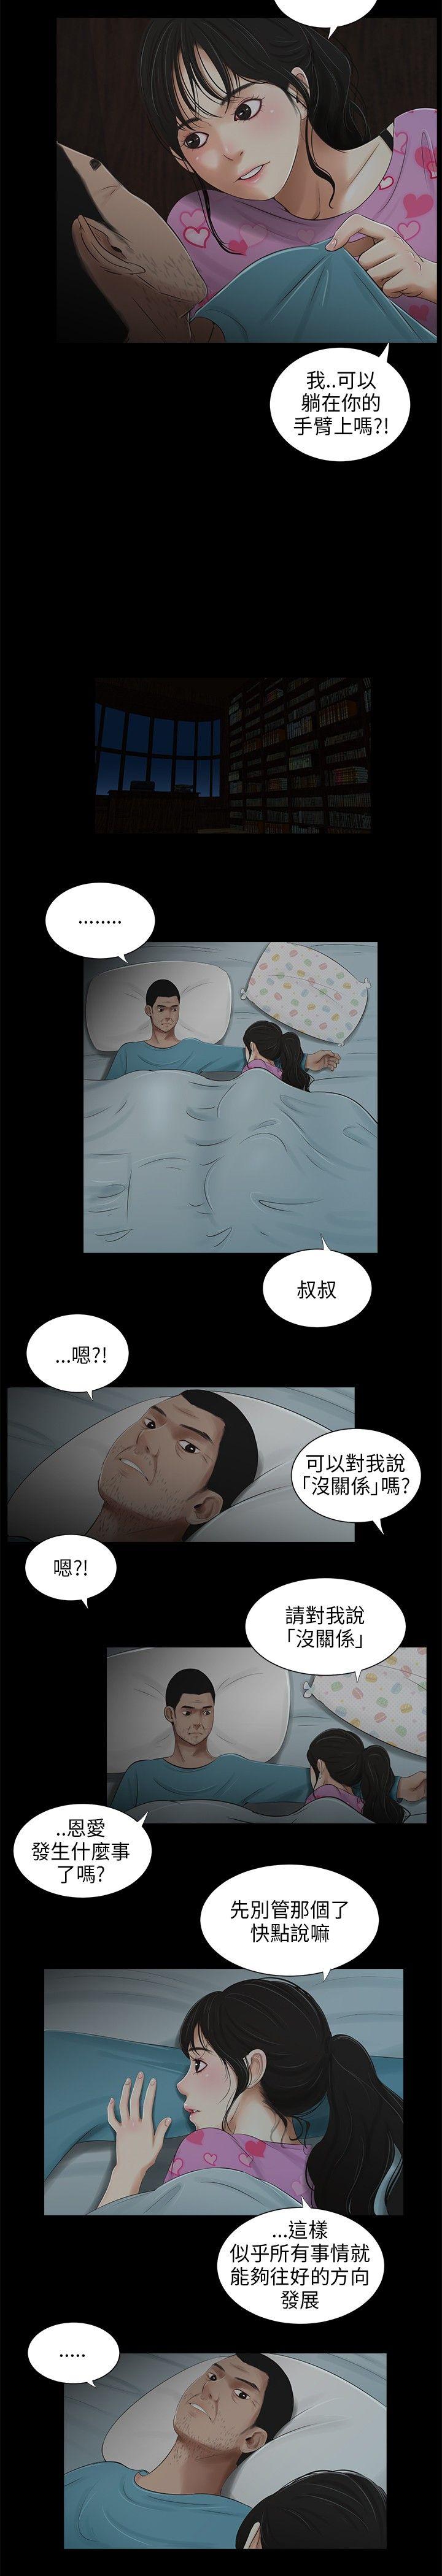 我..可以
躺在你的
手臂上嗎?!
........
叔叔
...嗯?!
可以對我說
「沒關係」嗎?
嗯?!
請對我說
「沒關係」
..恩愛
發生什麼事
了嗎?
先別管那個了
快點說嘛
...這樣
似乎所有事情就
能夠往好的方向
發展
.....